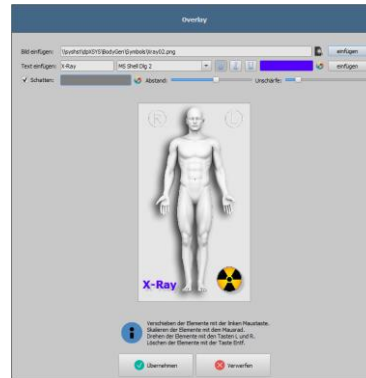 Overlay
Bild einfügen: \\pyshot\dpXSYS\BodyGen\Symbols\Xray02.png einfügen
Text einfügen: X-Ray MS Shell Dlg 2 einfügen
Schatten: Abstand: Unschärfe:
R L
X-Ray
Verschieben der Elemente mit der linken Maustaste.
Skalieren der Elemente mit dem Mausrad.
Drehen der Elemente mit den Tasten L und R.
Löschen der Elemente mit der Taste Entf.
Übernehmen Verwerfen